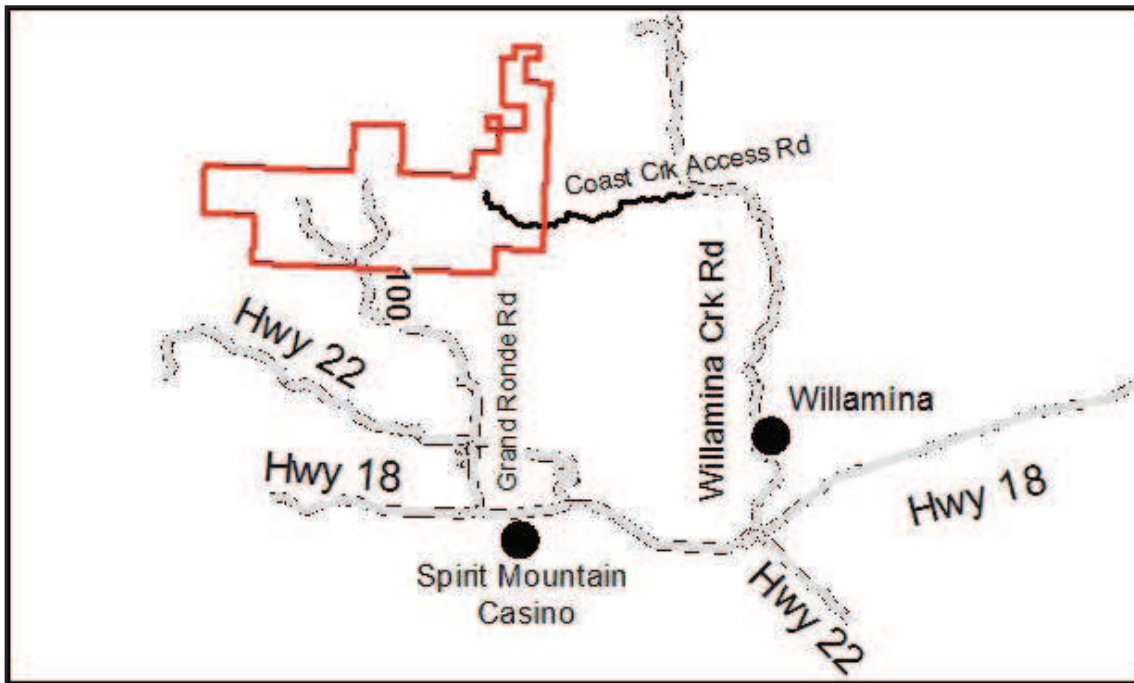 Coast Crk Access Rd
100
Hwy 22
Grand Ronde Rd
Willamina Crk Rd
Willamina
Hwy 18
Hwy 18
Spirit Mountain
Casino
Hwy 22